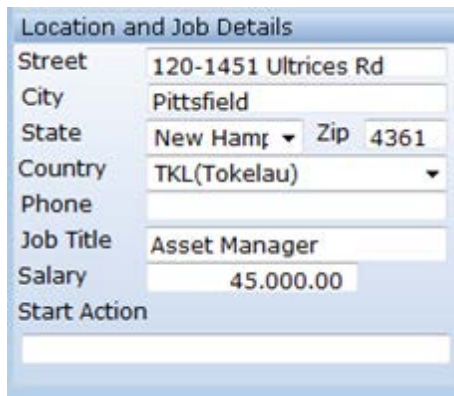 Location and Job Details
Street 120-1451 Ultrices Rd
City Pittsfield
State New Hamp Zip 4361
Country TKL(Tokelau)
Phone
Job Title Asset Manager
Salary 45.000.00
Start Action